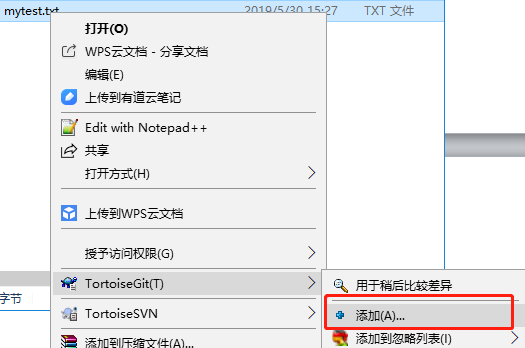 mytest.txt 2019/5/30 15:27 TXT 文件
打开(O)
WPS云文档 - 分享文档
编辑(E)
上传到有道云笔记
Edit with Notepad++
共享
打开方式(H)
上传到WPS云文档
授予访问权限(G)
字节
TortoiseGit(T)
用于稍后比较差异
TortoiseSVN
添加(A)...
添加到压缩文件(A)...
添加到忽略列表(I)